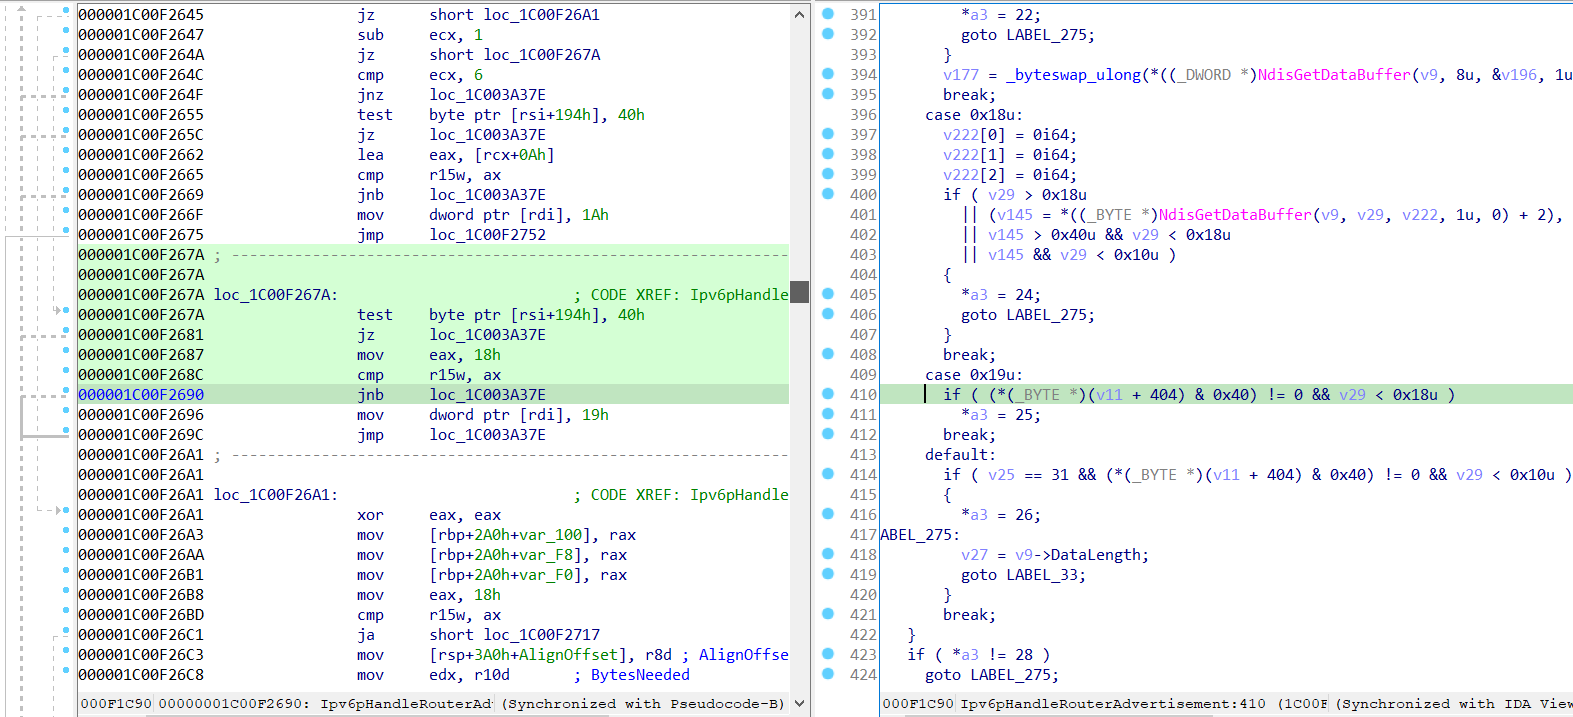 000001C00F2645 jz short loc_1C00F26A1
000001C00F2647 sub ecx, 1
000001C00F264A jz short loc_1C00F267A
000001C00F264C cmp ecx, 6
000001C00F264F jnz loc_1C003A37E
000001C00F2655 test byte ptr [rsi+194h], 40h
000001C00F265C jz loc_1C003A37E
000001C00F2662 lea eax, [rcx+0Ah]
000001C00F2665 cmp r15w, ax
000001C00F2669 jnb loc_1C003A37E
000001C00F266F mov dword ptr [rdi], 1Ah
000001C00F2675 jmp loc_1C00F2752
000001C00F267A ; ---------------------------------------------------------------
000001C00F267A
000001C00F267A loc_1C00F267A: ; CODE XREF: Ipv6pHandle
000001C00F267A test byte ptr [rsi+194h], 40h
000001C00F2681 jz loc_1C003A37E
000001C00F2687 mov eax, 18h
000001C00F268C cmp r15w, ax
000001C00F2690 jnb loc_1C003A37E
000001C00F2696 mov dword ptr [rdi], 19h
000001C00F269C jmp loc_1C003A37E
000001C00F26A1 ; ---------------------------------------------------------------
000001C00F26A1
000001C00F26A1 loc_1C00F26A1: ; CODE XREF: Ipv6pHandle
000001C00F26A1 xor eax, eax
000001C00F26A3 mov [rbp+2A0h+var_100], rax
000001C00F26AA mov [rbp+2A0h+var_F8], rax
000001C00F26B1 mov [rbp+2A0h+var_F0], rax
000001C00F26B8 mov eax, 18h
000001C00F26BD cmp r15w, ax
000001C00F26C1 ja short loc_1C00F2717
000001C00F26C3 mov [rsp+3A0h+AlignOffset], r8d ; AlignOffse
000001C00F26C8 mov edx, r10d ; BytesNeeded
000F1C90 00000001C00F2690: Ipv6pHandleRouterAd (Synchronized with Pseudocode-B)
391 *a3 = 22;
392 goto LABEL_275;
393 }
394 v177 = _byteswap_ulong(*((_DWORD *)NdisGetDataBuffer(v9, 8u, &v196, 1u
395 break;
396 case 0x18u:
397 v222[0] = 0i64;
398 v222[1] = 0i64;
399 v222[2] = 0i64;
400 if ( v29 > 0x18u
401 || (v145 = *((_BYTE *)NdisGetDataBuffer(v9, v29, v222, 1u, 0) + 2),
402 || v145 > 0x40u && v29 < 0x18u
403 || v145 && v29 < 0x10u )
404 {
405 *a3 = 24;
406 goto LABEL_275;
407 }
408 break;
409 case 0x19u:
410 if ( (*(_BYTE *)(v11 + 404) & 0x40) != 0 && v29 < 0x18u )
411 *a3 = 25;
412 break;
413 default:
414 if ( v25 == 31 && (*(_BYTE *)(v11 + 404) & 0x40) != 0 && v29 < 0x10u )
415 {
416 *a3 = 26;
417 ABEL_275:
418 v27 = v9->DataLength;
419 goto LABEL_33;
420 }
421 break;
422 }
423 if ( *a3 != 28 )
424 goto LABEL_275;
000F1C90 Ipv6pHandleRouterAdvertisement:410 (1C00F (Synchronized with IDA View